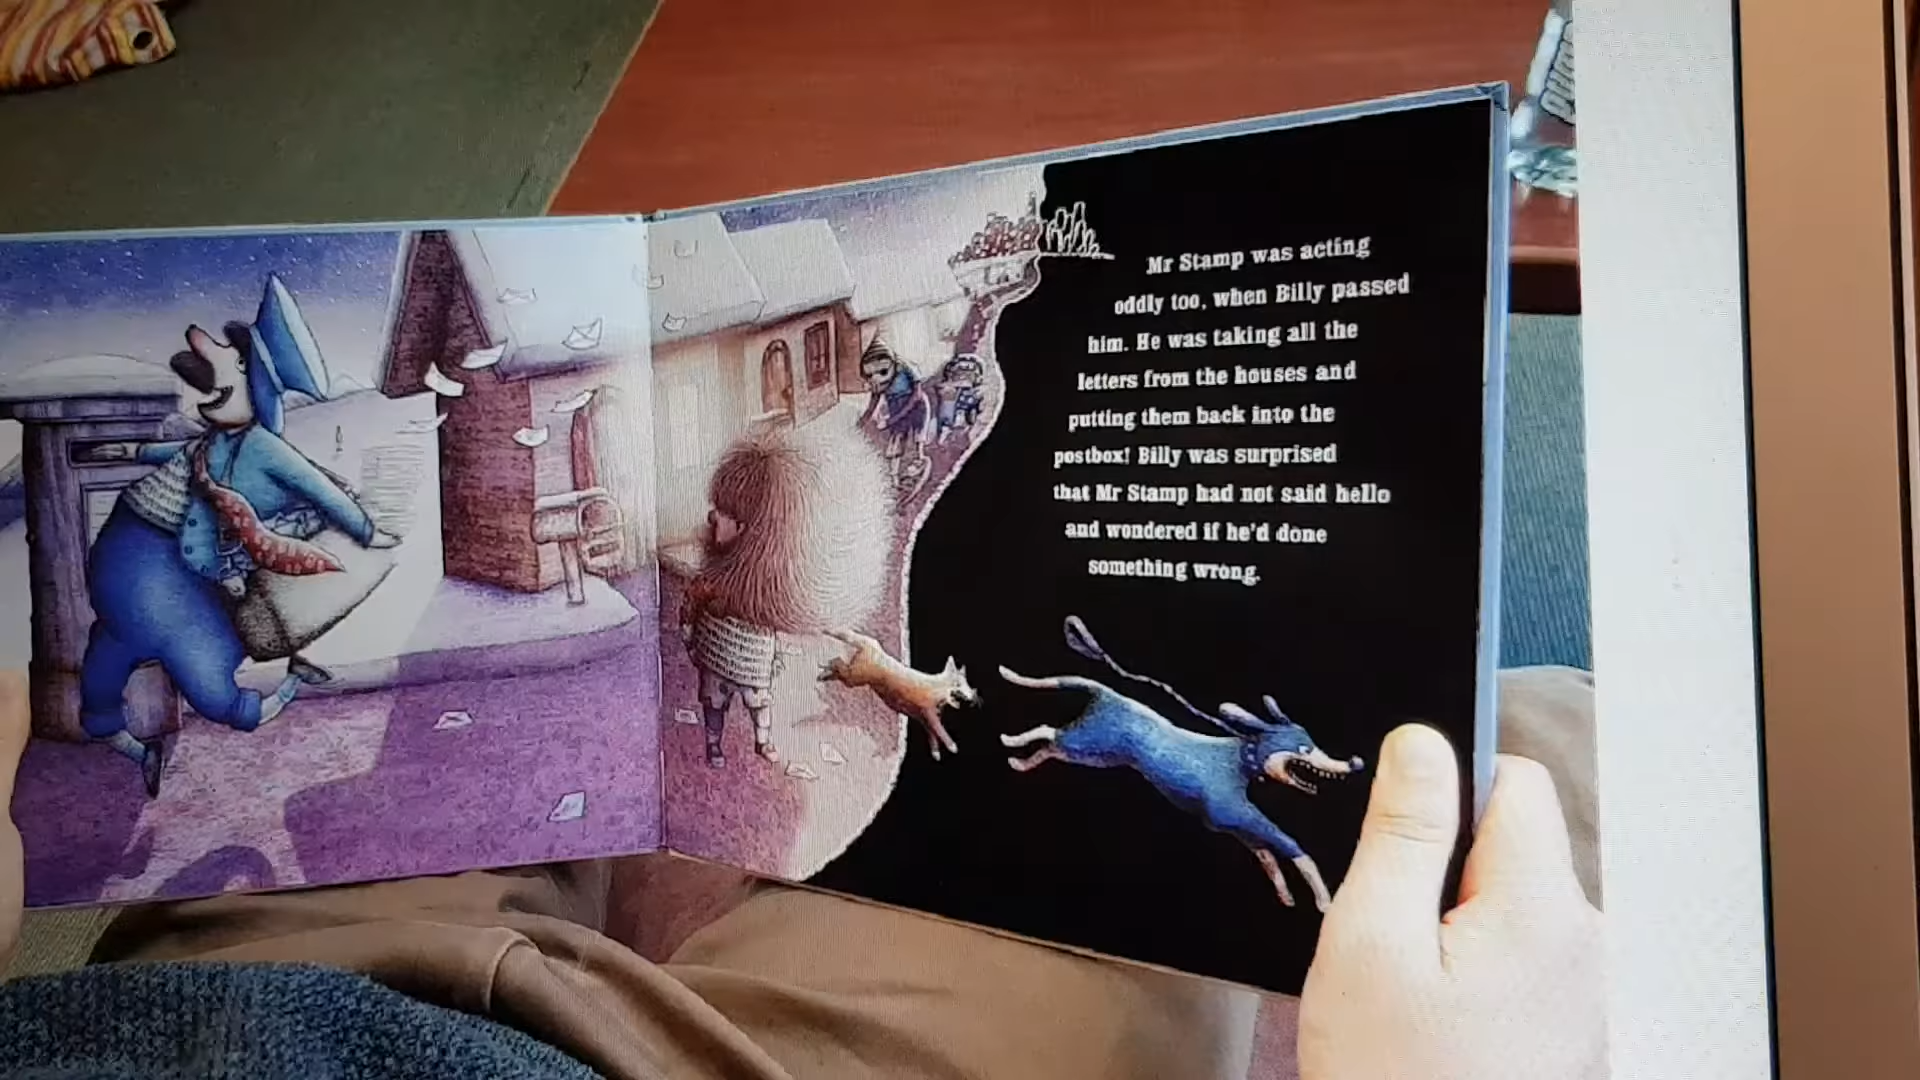 Mr Stamp was acting
oddly too, when Billy passed
him. He was taking all the
letters from the houses and
putting them back into the
postbox! Billy was surprised
that Mr Stamp had not said hello
and wondered if he'd done
something wrong.